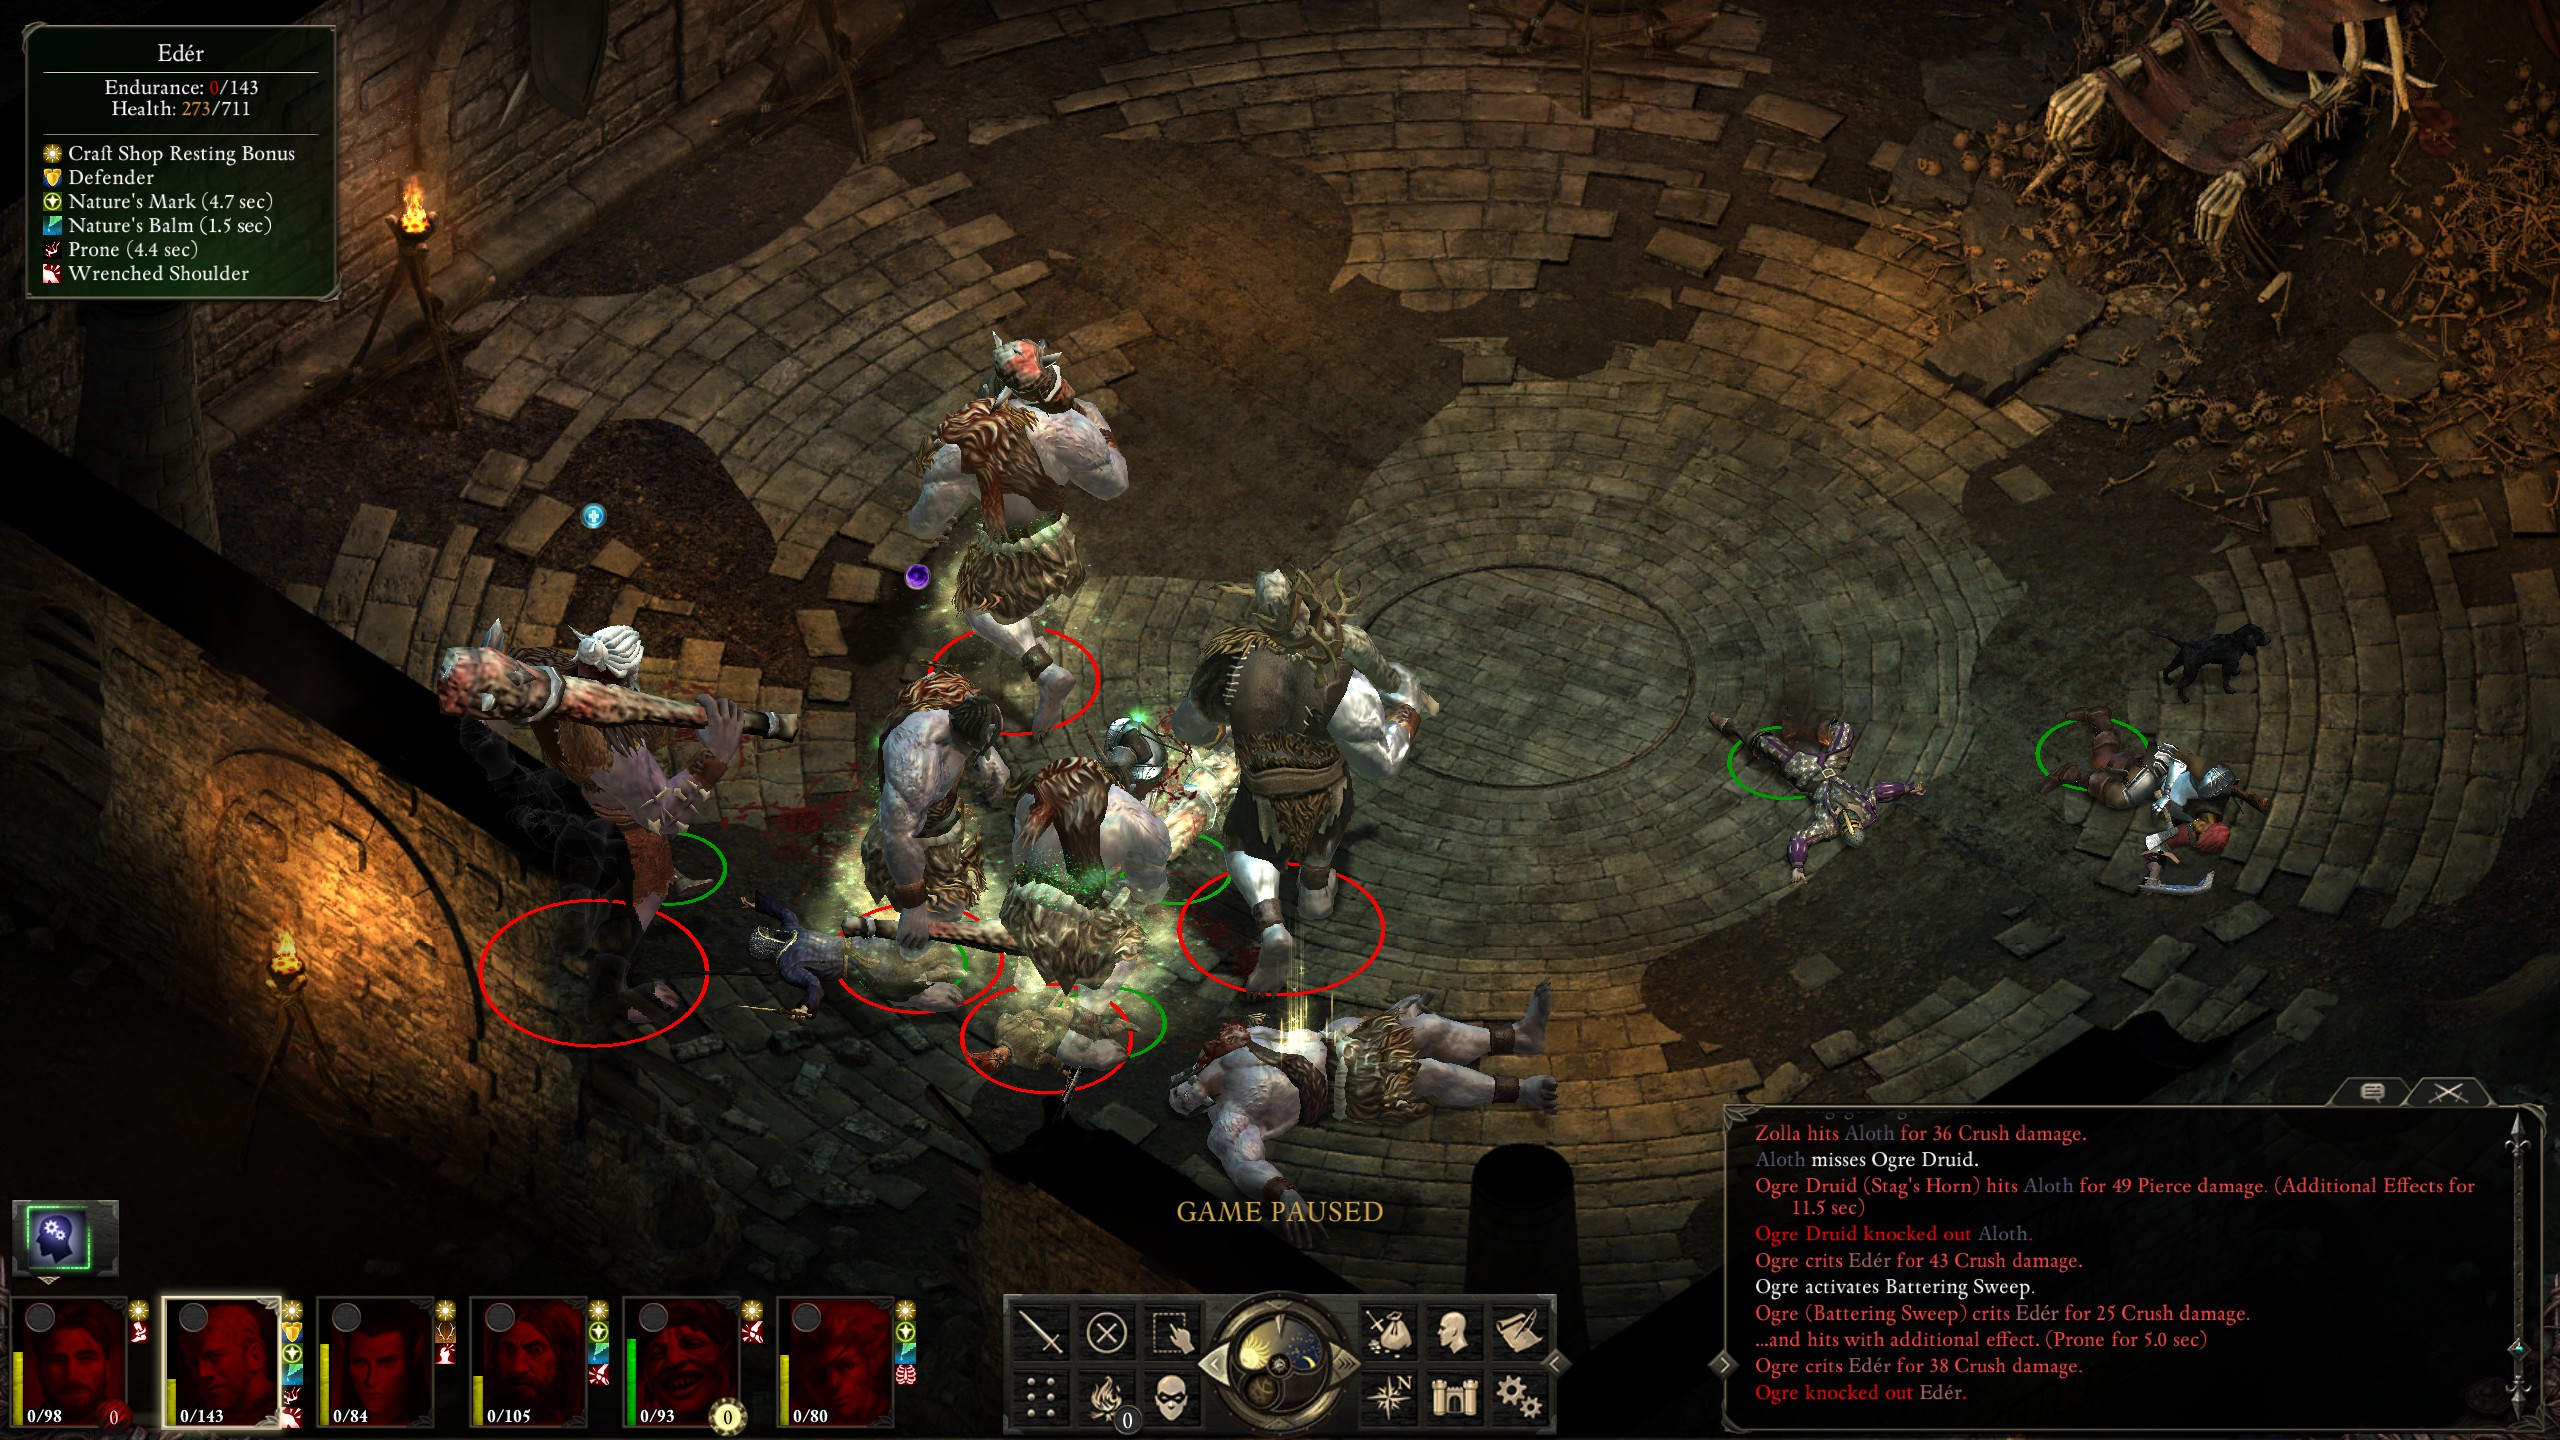 Edér
Endurance: 0/143
Health: 273/711
Craft Shop Resting Bonus
Defender
Nature's Mark (4.7 sec)
Nature's Balm (1.5 sec)
Prone (4.4 sec)
Wrenched Shoulder
GAME PAUSED
Zolla hits Aloth for 36 Crush damage.
Aloth misses Ogre Druid.
Ogre Druid (Stag's Horn) hits Aloth for 49 Pierce damage. (Additional Effects for
11.5 sec)
Ogre Druid knocked out Aloth.
Ogre crits Edér for 43 Crush damage.
Ogre activates Battering Sweep.
Ogre (Battering Sweep) crits Edér for 25 Crush damage.
...and hits with additional effect. (Prone for 5.0 sec)
Ogre crits Edér for 38 Crush damage.
Ogre knocked out Edér.
0/98 0 0/143 0/84 0/105 0/93 0 0/80
N
0